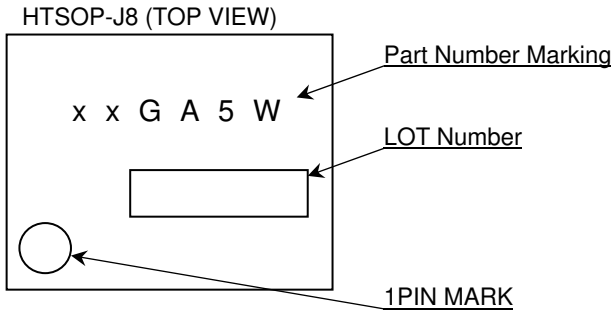 HTSOP-J8 (TOP VIEW)
Part Number Marking
x x G A 5 W
LOT Number
1PIN MARK